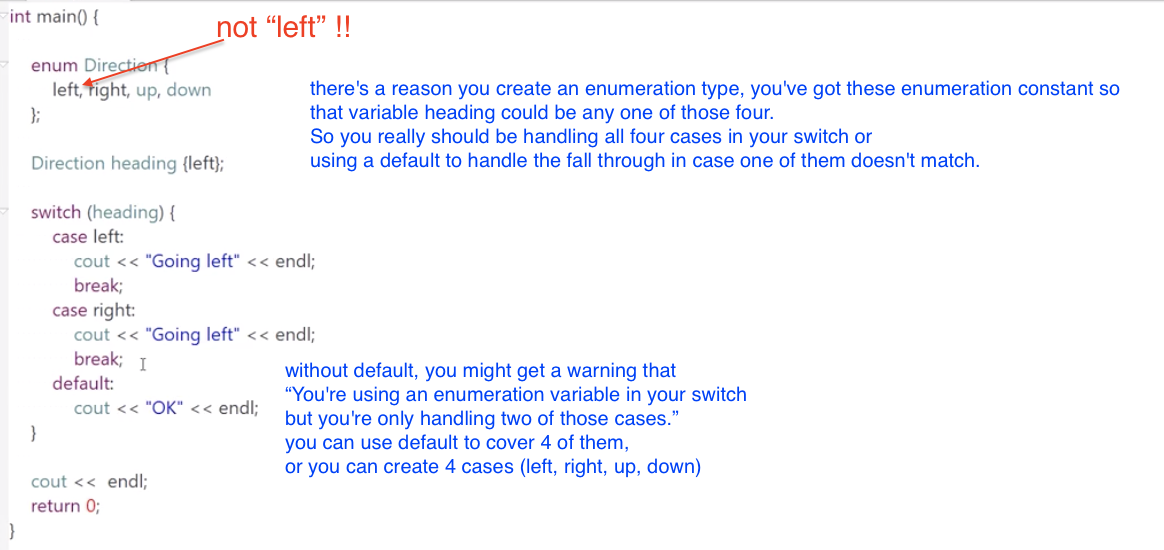 int main() {
not “left” !!
enum Direction {
left, right, up, down
};
there's a reason you create an enumeration type, you've got these enumeration constant so
that variable heading could be any one of those four.
So you really should be handling all four cases in your switch or
using a default to handle the fall through in case one of them doesn't match.
Direction heading {left};
switch (heading) {
case left:
cout << "Going left" << endl;
break;
case right:
cout << "Going left" << endl;
break;
default:
cout << "OK" << endl;
}
without default, you might get a warning that
“You're using an enumeration variable in your switch
but you're only handling two of those cases.”
you can use default to cover 4 of them,
or you can create 4 cases (left, right, up, down)
cout << endl;
return 0;
}